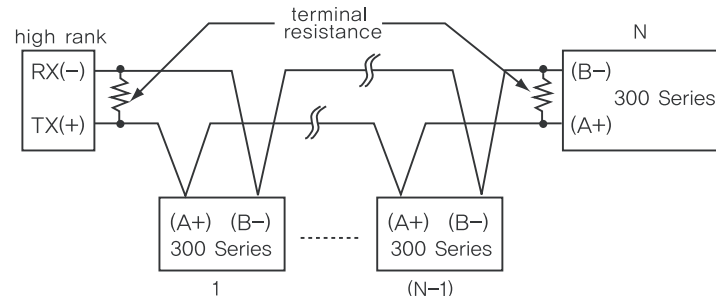 terminal
resistance
high rank
N
RX(−)
TX(+)
(B−)
300 Series
(A+)
(A+) (B−)
300 Series
1
(A+) (B−)
300 Series
(N−1)